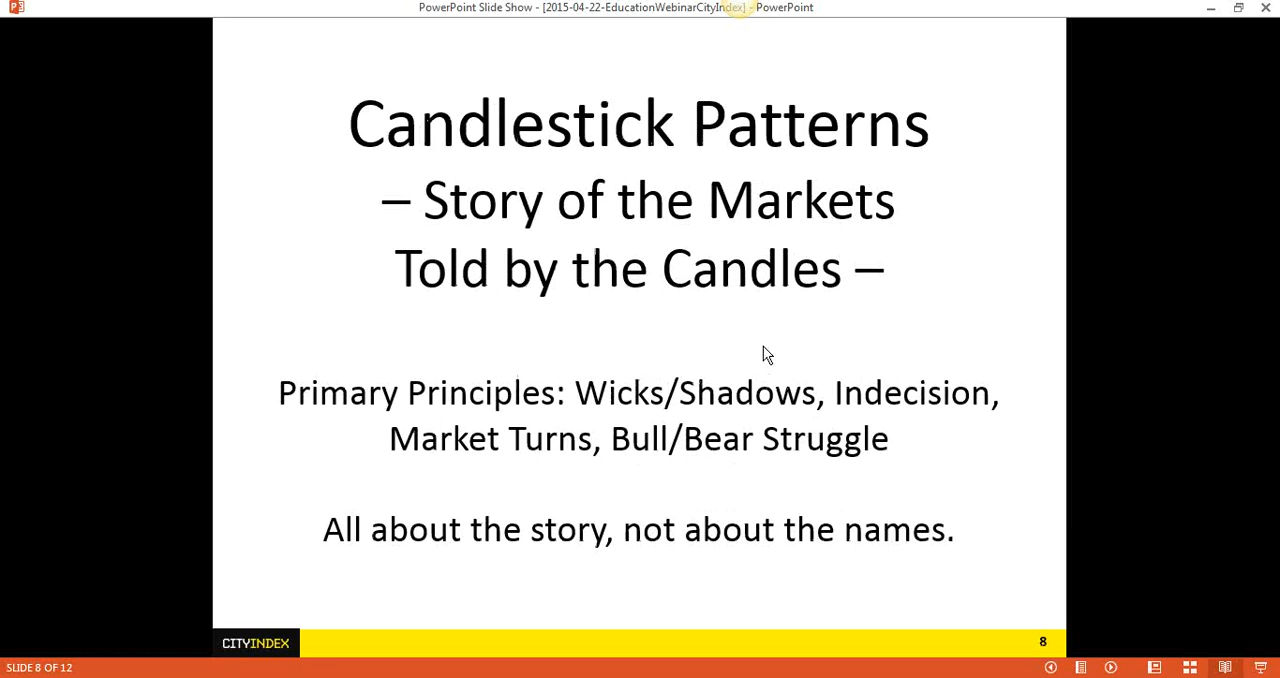 PowerPoint Slide Show - [2015-04-22-EducationWebinarCityIndex] - PowerPoint
Candlestick Patterns
– Story of the Markets
Told by the Candles –
Primary Principles: Wicks/Shadows, Indecision,
Market Turns, Bull/Bear Struggle
All about the story, not about the names.
CITYINDEX
8
SLIDE 8 OF 12